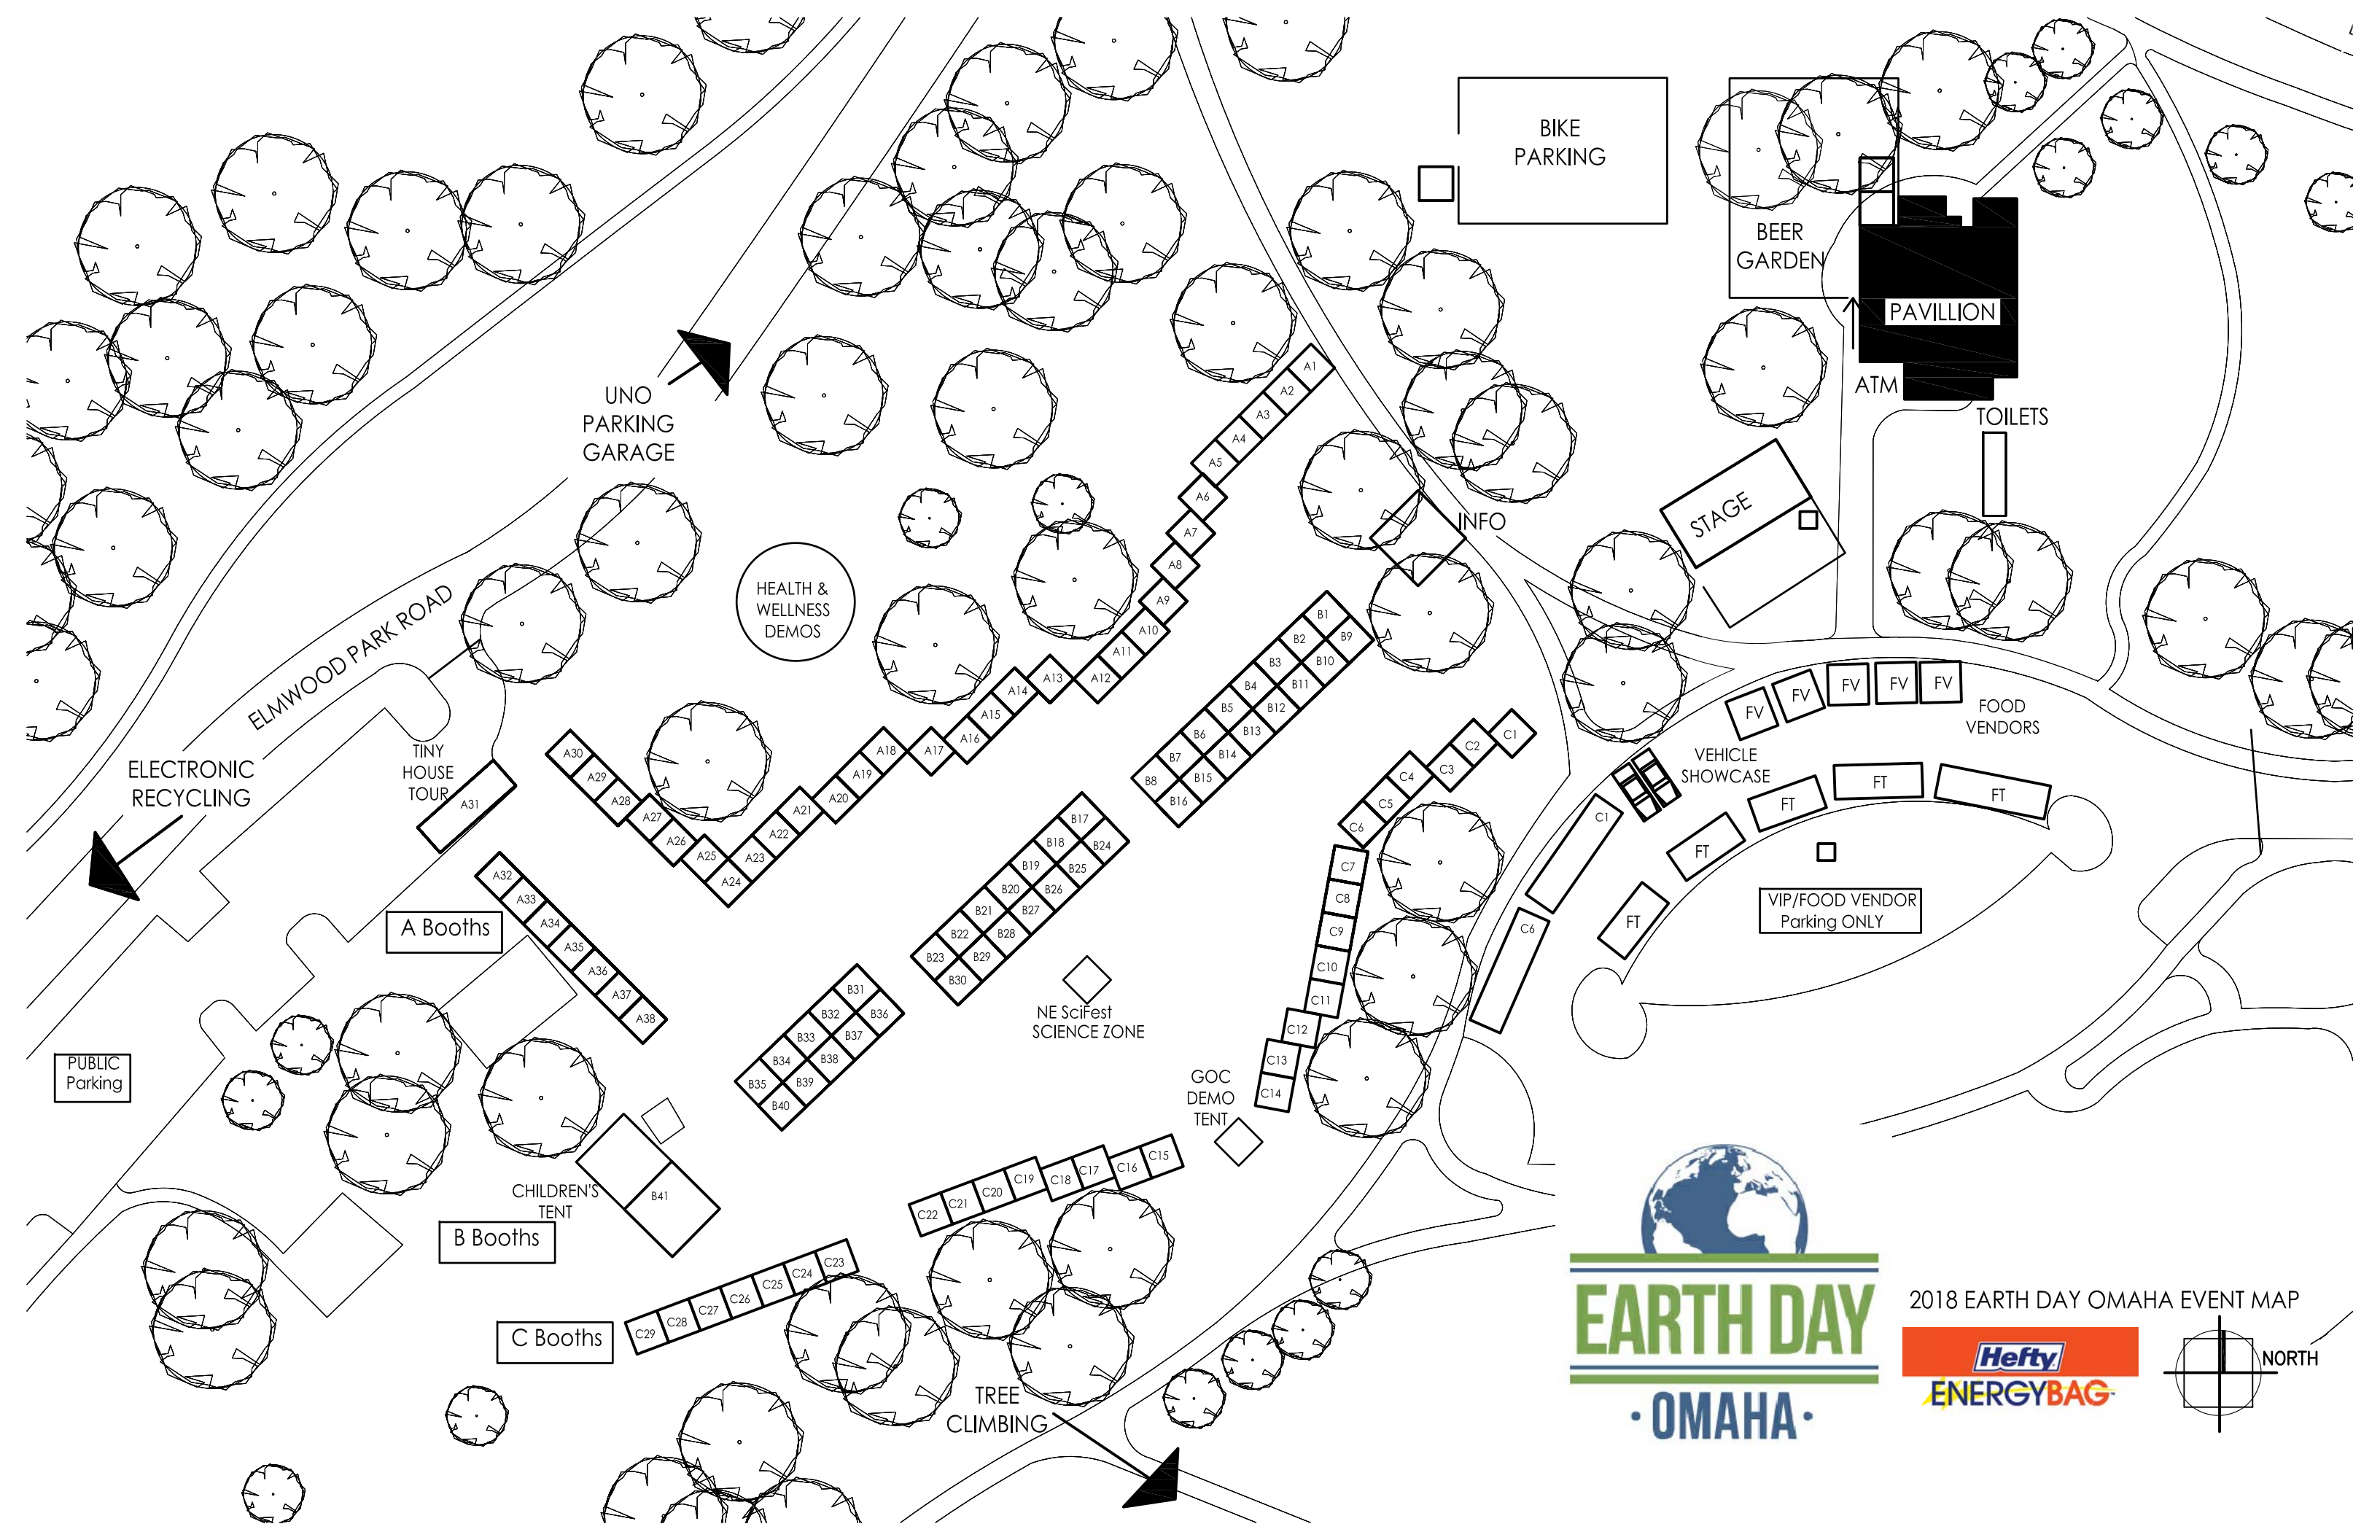 BIKE
PARKING
BEER
GARDEN
PAVILLION
ATM
TOILETS
UNO
PARKING
GARAGE
STAGE
INFO
HEALTH &
WELLNESS
DEMOS
ELMWOOD PARK ROAD
ELECTRONIC
RECYCLING
TINY
HOUSE
TOUR
A1
A2
A3
A4
A5
A6
A7
A8
A9
A10
A11
A12
A13
A14
A15
A16
A17
A18
A19
A20
A21
A22
A23
A24
A25
A26
A27
A28
A29
A30
A31
A32
A33
A34
A35
A36
A37
A38
A Booths
B1
B2
B3
B4
B5
B6
B7
B8
B9
B10
B11
B12
B13
B14
B15
B16
B17
B18
B19
B20
B21
B22
B23
B24
B25
B26
B27
B28
B29
B30
B31
B32
B33
B34
B35
B36
B37
B38
B39
B40
B41
CHILDREN'S
TENT
B Booths
C1
C2
C3
C4
C5
C6
C7
C8
C9
C10
C11
C12
C13
C14
C15
C16
C17
C18
C19
C20
C21
C22
C23
C24
C25
C26
C27
C28
C29
C Booths
FV
FV
FV
FV
FV
FOOD
VENDORS
VEHICLE
SHOWCASE
C1
C6
FT
FT
FT
FT
FT
VIP/FOOD VENDOR
Parking ONLY
NE SciFest
SCIENCE ZONE
GOC
DEMO
TENT
PUBLIC
Parking
TREE
CLIMBING
EARTH DAY
• OMAHA •
2018 EARTH DAY OMAHA EVENT MAP
Hefty
ENERGYBAG
NORTH